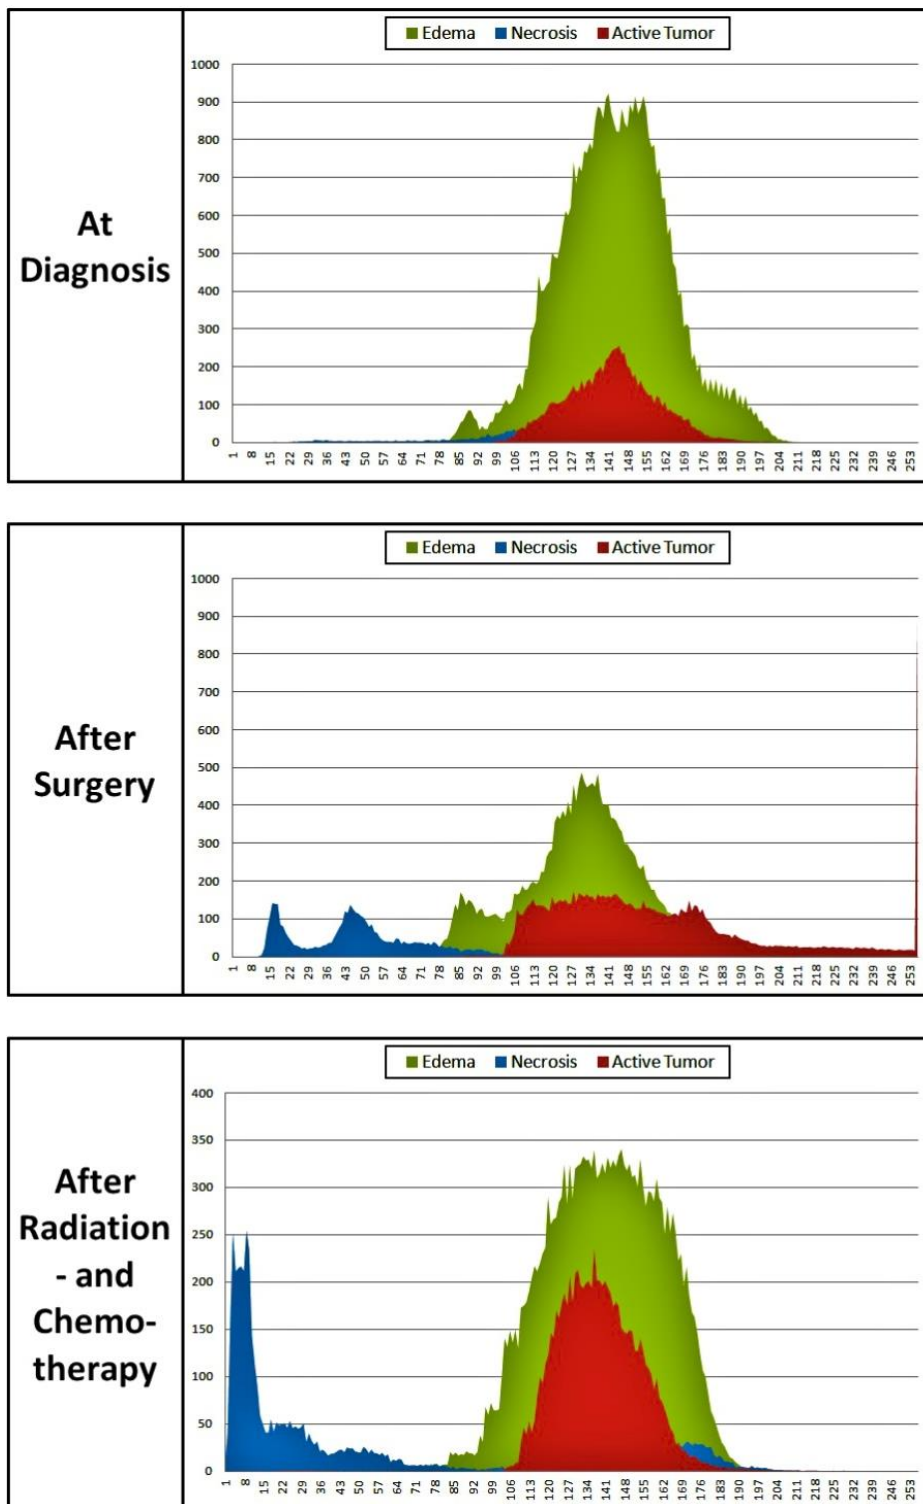 Edema Necrosis Active Tumor
At
Diagnosis
1000
900
800
700
600
500
400
300
200
100
0
1 8 15 22 29 36 43 50 57 64 71 78 85 92 99 106 113 120 127 134 141 148 155 162 169 176 183 190 197 204 211 218 225 232 239 246 253
Edema Necrosis Active Tumor
After
Surgery
1000
900
800
700
600
500
400
300
200
100
0
1 8 15 22 29 36 43 50 57 64 71 78 85 92 99 106 113 120 127 134 141 148 155 162 169 176 183 190 197 204 211 218 225 232 239 246 253
Edema Necrosis Active Tumor
After
Radiation
- and
Chemo-
therapy
400
350
300
250
200
150
100
50
0
1 8 15 22 29 36 43 50 57 64 71 78 85 92 99 106 113 120 127 134 141 148 155 162 169 176 183 190 197 204 211 218 225 232 239 246 253